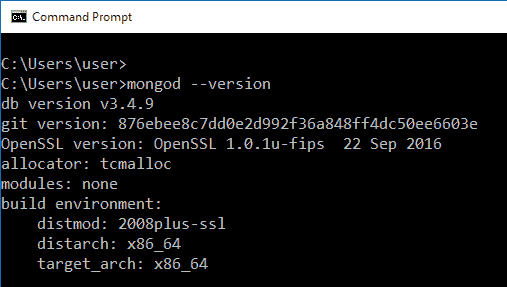 Command Prompt
C:\Users\user>
C:\Users\user>mongod --version
db version v3.4.9
git version: 876ebee8c7dd0e2d992f36a848ff4dc50ee6603e
OpenSSL version: OpenSSL 1.0.1u-fips  22 Sep 2016
allocator: tcmalloc
modules: none
build environment:
    distmod: 2008plus-ssl
    distarch: x86_64
    target_arch: x86_64